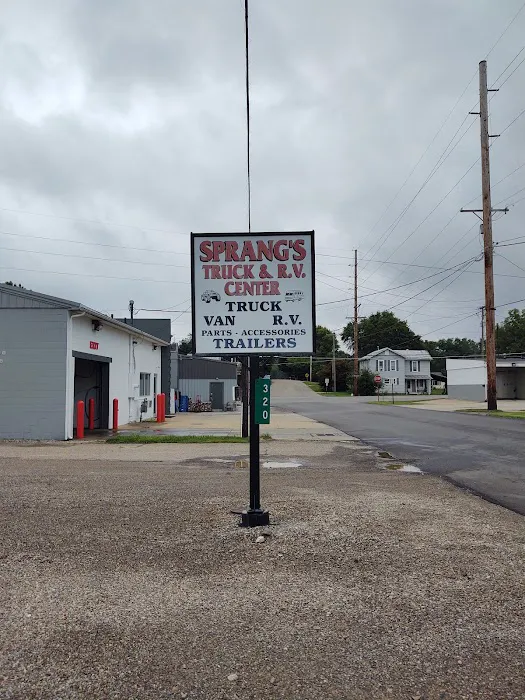 SPRANG'S
TRUCK & R.V.
CENTER
TRUCK
VAN R.V.
PARTS - ACCESSORIES
TRAILERS
320